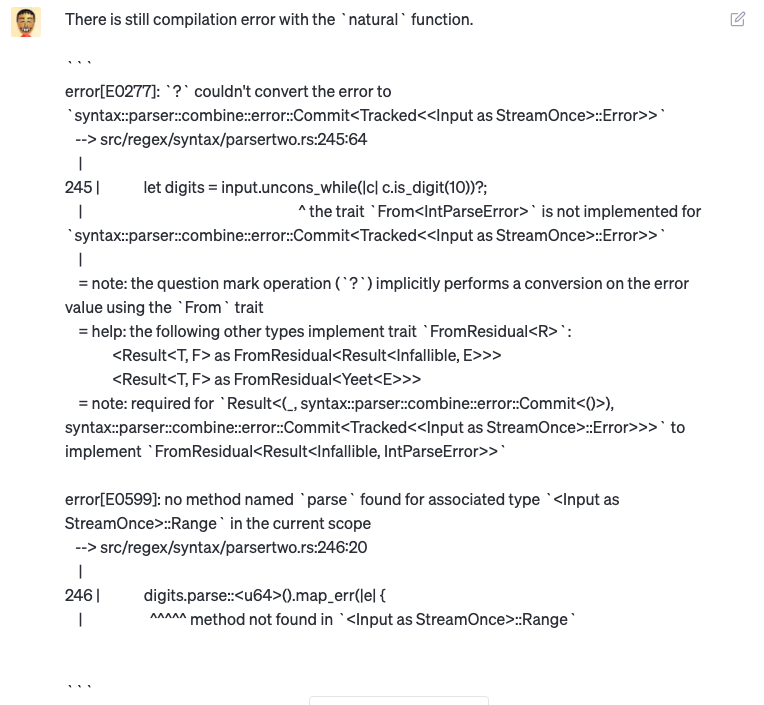 There is still compilation error with the `natural` function.
```
error[E0277]: `?` couldn't convert the error to
`syntax::parser::combine::error::Commit<Tracked<<Input as StreamOnce>::Error>>`
--> src/regex/syntax/parsertwo.rs:245:64
|
245 | let digits = input.uncons_while(|c| c.is_digit(10))?;
| ^ the trait `From<IntParseError>` is not implemented for
`syntax::parser::combine::error::Commit<Tracked<<Input as StreamOnce>::Error>>`
|
= note: the question mark operation (`?`) implicitly performs a conversion on the error
value using the `From` trait
= help: the following other types implement trait `FromResidual<R>`:
<Result<T, F> as FromResidual<Result<Infallible, E>>>
<Result<T, F> as FromResidual<Yeet<E>>>
= note: required for `Result<(_, syntax::parser::combine::error::Commit<()>),
syntax::parser::combine::error::Commit<Tracked<<Input as StreamOnce>::Error>>>` to
implement `FromResidual<Result<Infallible, IntParseError>>`
error[E0599]: no method named `parse` found for associated type `<Input as
StreamOnce>::Range` in the current scope
--> src/regex/syntax/parsertwo.rs:246:20
|
246 | digits.parse::<u64>().map_err(|e| {
| ^^^^^ method not found in `<Input as StreamOnce>::Range`
```